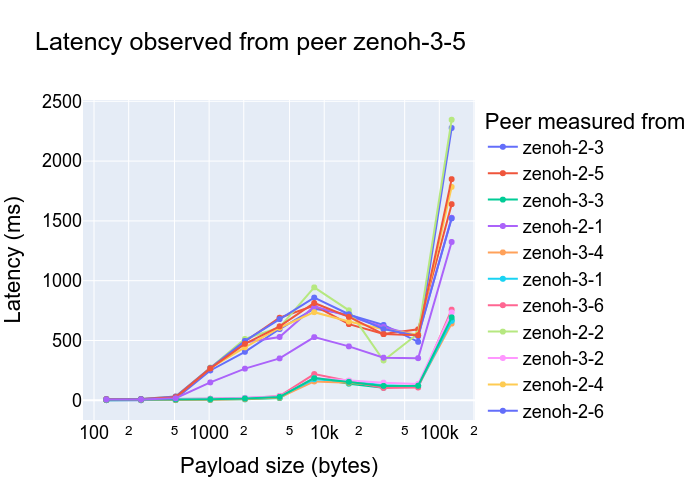 Latency observed from peer zenoh-3-5
Peer measured from
zenoh-2-3
zenoh-2-5
zenoh-3-3
zenoh-2-1
zenoh-3-4
zenoh-3-1
zenoh-3-6
zenoh-2-2
zenoh-3-2
zenoh-2-4
zenoh-2-6
Latency (ms)
2500
2000
1500
1000
500
0
100 2 5 1000 2 5 10k 2 5 100k 2
Payload size (bytes)